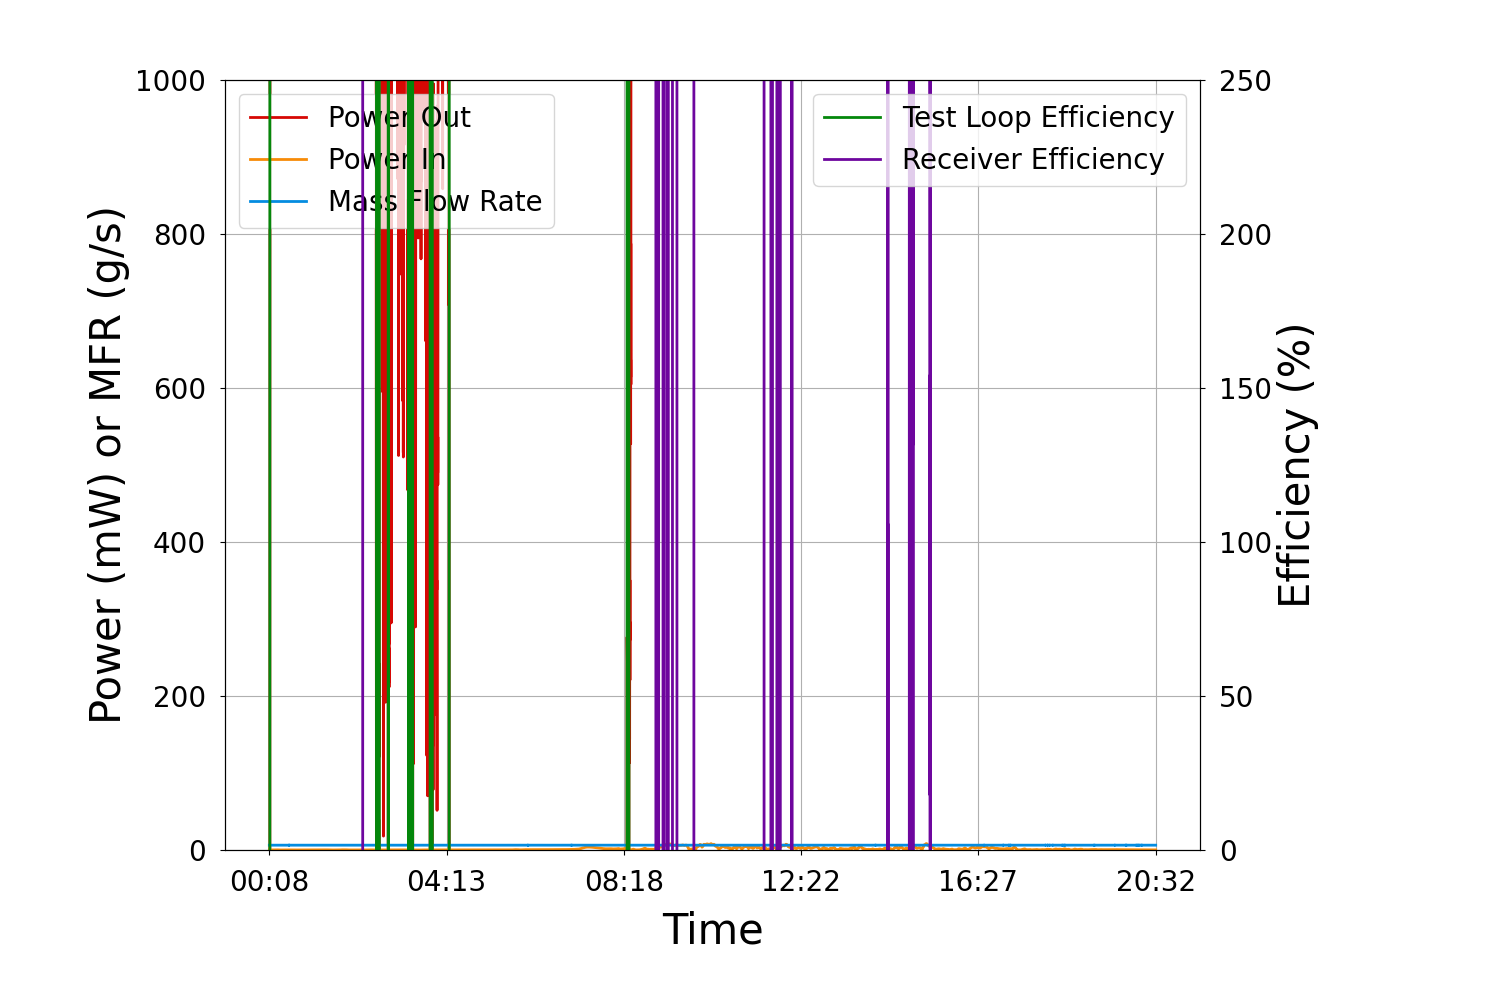 1000
800
600
400
200
0
Power (mW) or MFR (g/s)
Power Out
Power In
Mass Flow Rate
Test Loop Efficiency
Receiver Efficiency
250
200
150
100
50
0
Efficiency (%)
00:08 04:13 08:18 12:22 16:27 20:32
Time